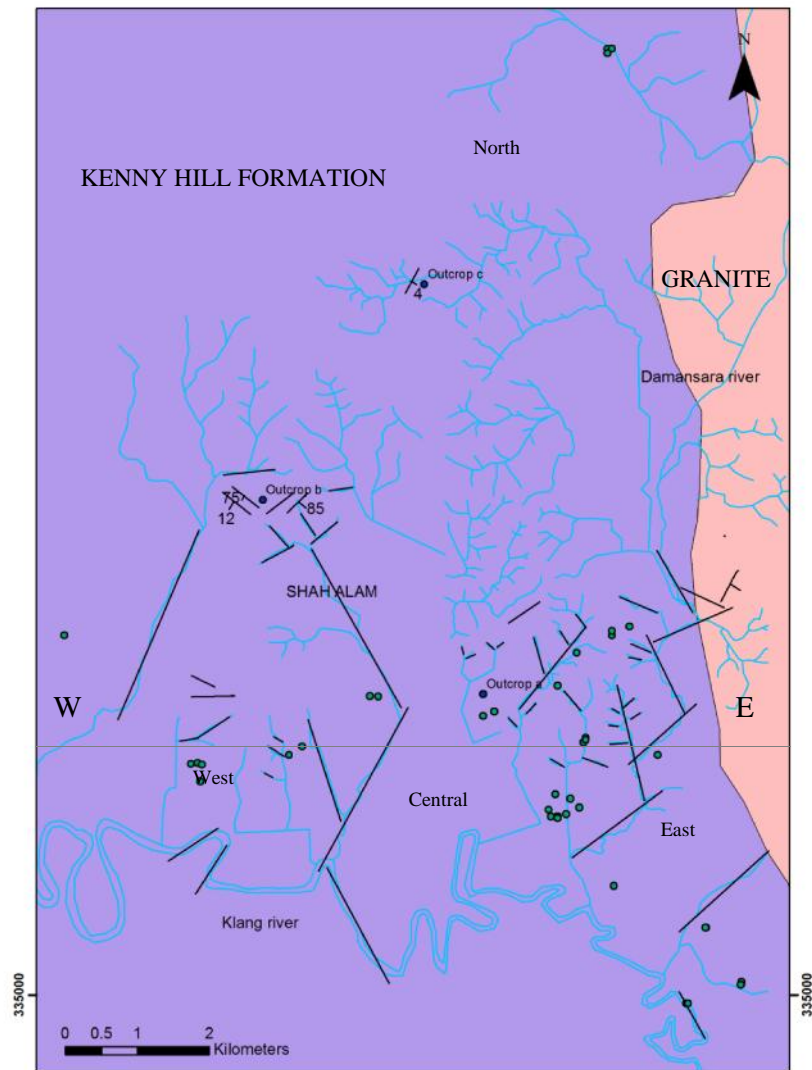 N
North
KENNY HILL FORMATION
Outcrop c
4
GRANITE
Damansara river
Outcrop b
75
12
85
SHAH ALAM
Outcrop a
W
E
West
Central
East
Klang river
335000
335000
0 0.5 1 2
Kilometers